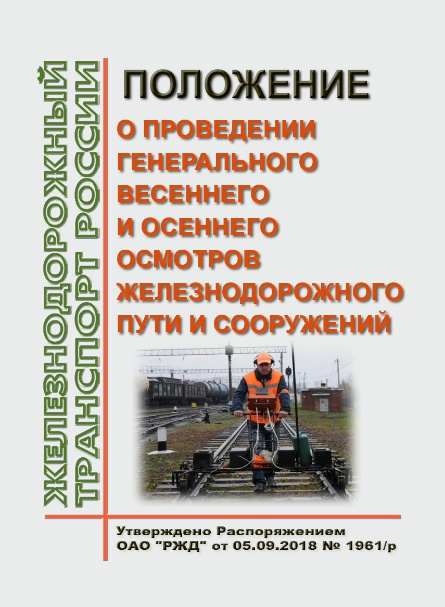 ЖЕЛЕЗНОДОРОЖНЫЙ
ТРАНСПОРТ РОССИИ
ПОЛОЖЕНИЕ
О ПРОВЕДЕНИИ
ГЕНЕРАЛЬНОГО
ВЕСЕННЕГО
И ОСЕННЕГО
ОСМОТРОВ
ЖЕЛЕЗНОДОРОЖНОГО
ПУТИ И СООРУЖЕНИЙ
Утверждено Распоряжением
ОАО "РЖД" от 05.09.2018 № 1961/р